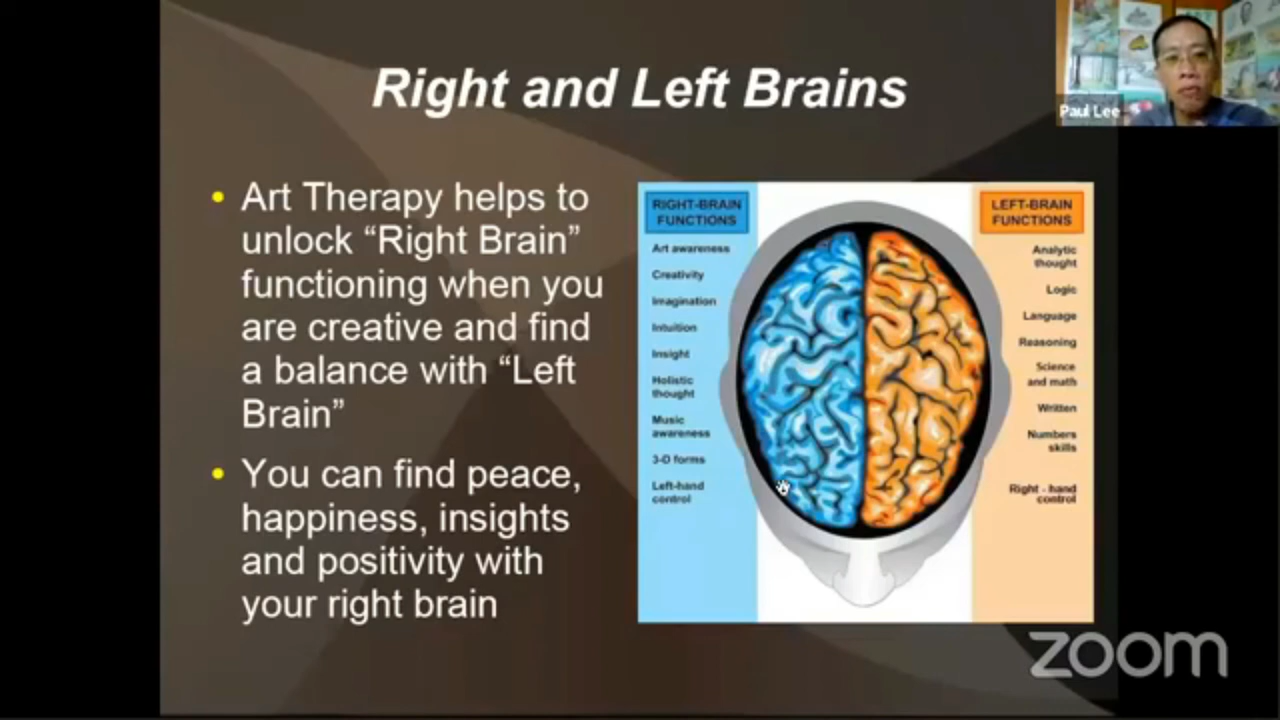 Right and Left Brains
Paul Lee
• Art Therapy helps to
unlock “Right Brain”
functioning when you
are creative and find
a balance with “Left
Brain”
• You can find peace,
happiness, insights
and positivity with
your right brain
RIGHT-BRAIN
FUNCTIONS
Art awareness
Creativity
Imagination
Intuition
Insight
Holistic
thought
Music
awareness
3-D forms
Left-hand
control
LEFT-BRAIN
FUNCTIONS
Analytic
thought
Logic
Language
Reasoning
Science
and math
Written
Numbers
skills
Right - hand
control
zoom